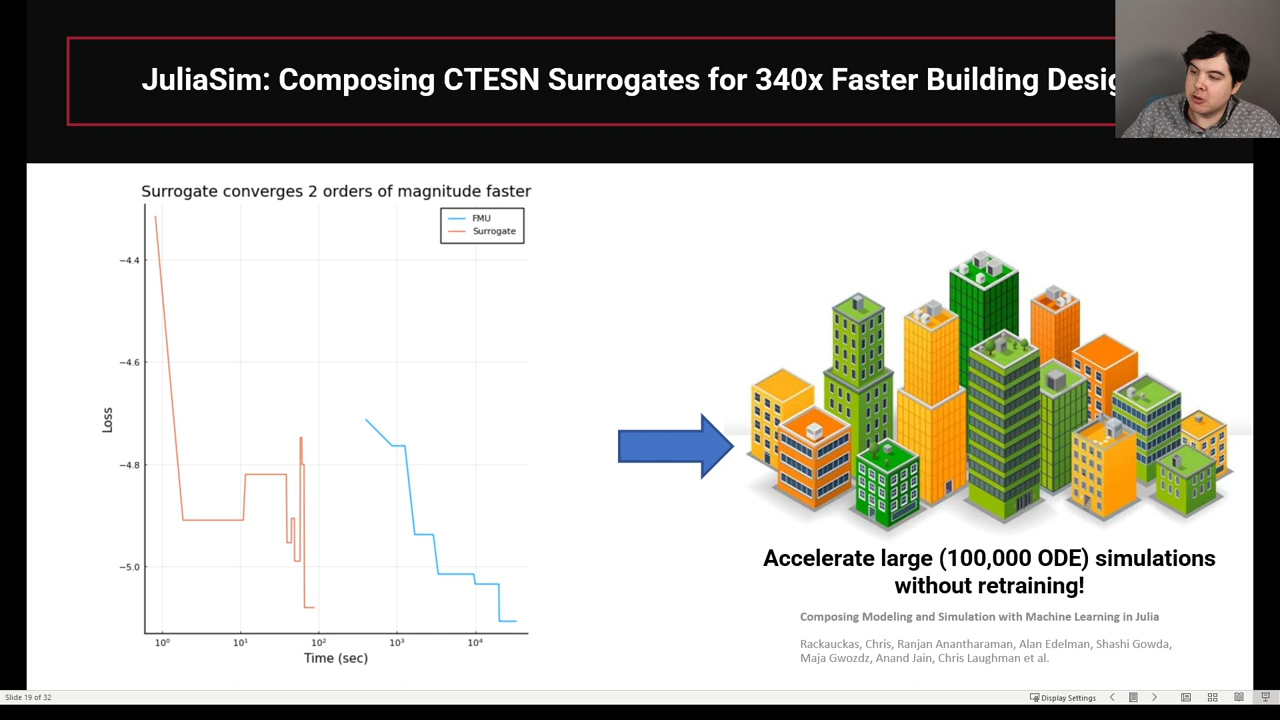 JuliaSim: Composing CTESN Surrogates for 340x Faster Building
Surrogate converges 2 orders of magnitude faster
FMU
Surrogate
−4.4
−4.6
−4.8
−5.0
Loss
10⁰ 10¹ 10² 10³ 10⁴
Time (sec)
Accelerate large (100,000 ODE) simulations
without retraining!
Composing Modeling and Simulation with Machine Learning in Julia
Rackauckas, Chris, Ranjan Anantharaman, Alan Edelman, Shashi Gowda,
Maja Gwozdz, Anand Jain, Chris Laughman et al.
Slide 19 of 32
Display Settings